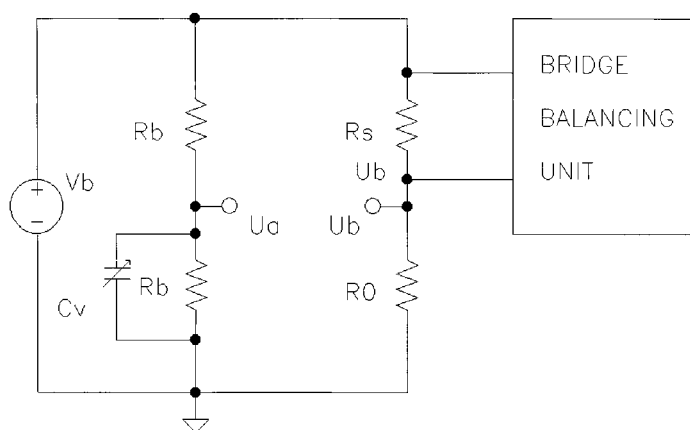 BRIDGE
Rb
Rs
BALANCING
Ub
UNIT
+
Vb
−
Ua
Ub
Rb
R0
Cv